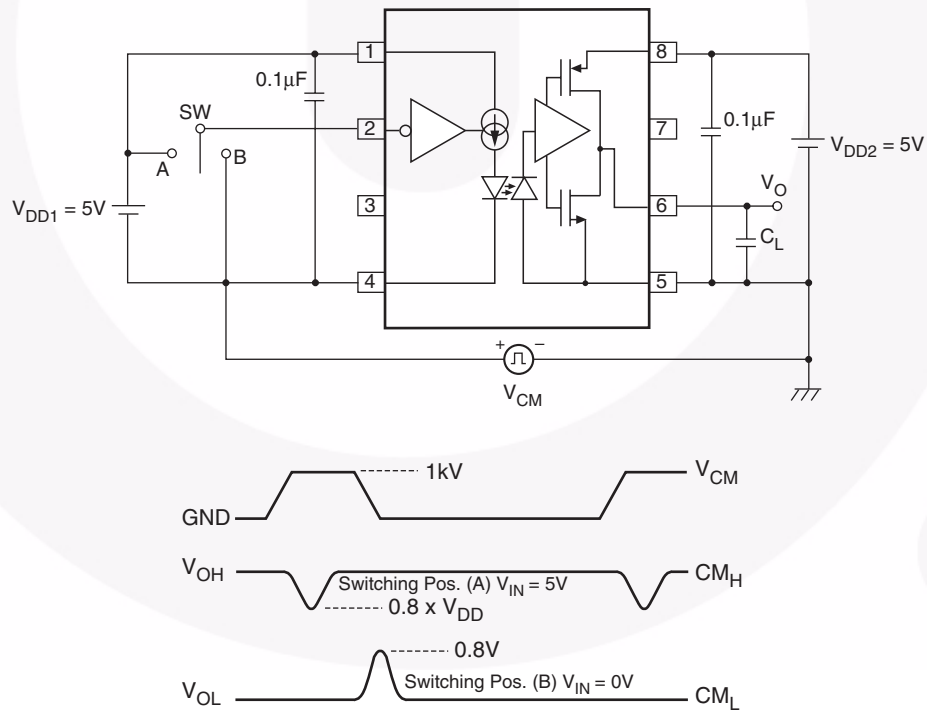 1
8
0.1µF
SW
2
7
0.1µF
A
B
V_DD2 = 5V
V_DD1 = 5V
3
6
V_O
C_L
4
5
+ −
V_CM
1kV
V_CM
GND
V_OH
Switching Pos. (A) V_IN = 5V
CM_H
0.8 x V_DD
0.8V
Switching Pos. (B) V_IN = 0V
V_OL
CM_L